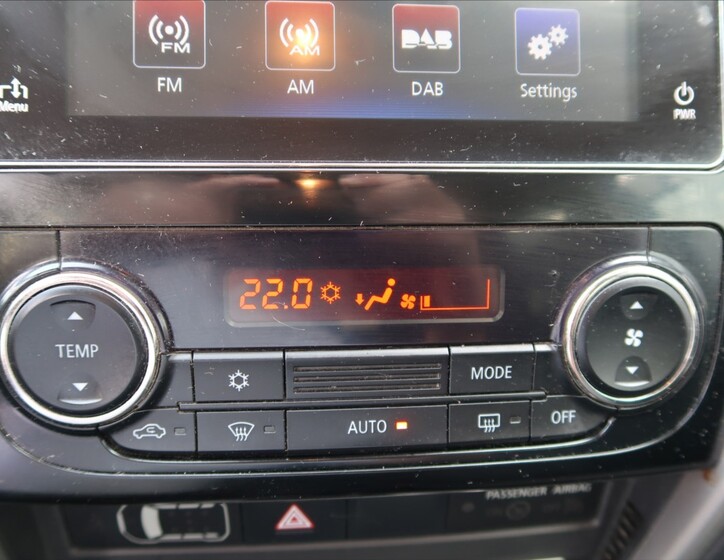 FM
AM
DAB
FM
AM
DAB
Settings
Menu
PWR
22.0
TEMP
MODE
AUTO
OFF
PASSENGER AIRBAG